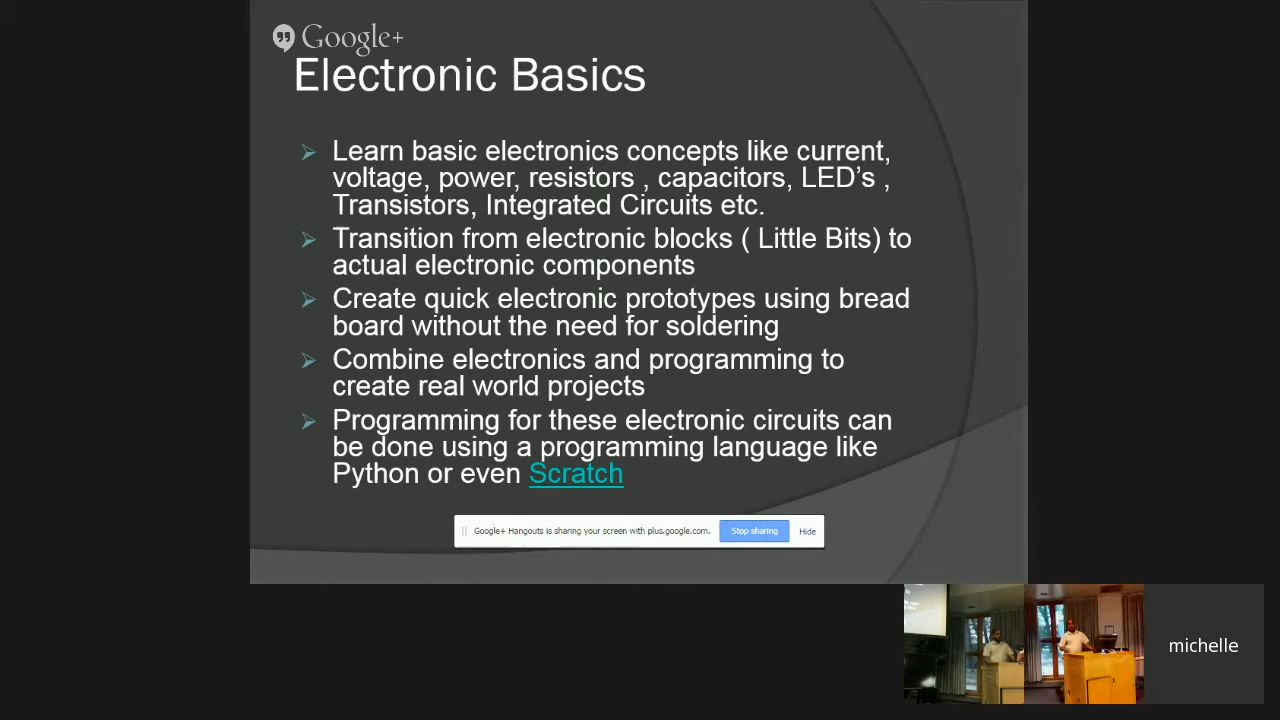 Google+
Electronic Basics
Learn basic electronics concepts like current,
voltage, power, resistors , capacitors, LED’s ,
Transistors, Integrated Circuits etc.
Transition from electronic blocks ( Little Bits) to
actual electronic components
Create quick electronic prototypes using bread
board without the need for soldering
Combine electronics and programming to
create real world projects
Programming for these electronic circuits can
be done using a programming language like
Python or even Scratch
Google+ Hangouts is sharing your screen with plus.google.com. Stop sharing Hide
michelle